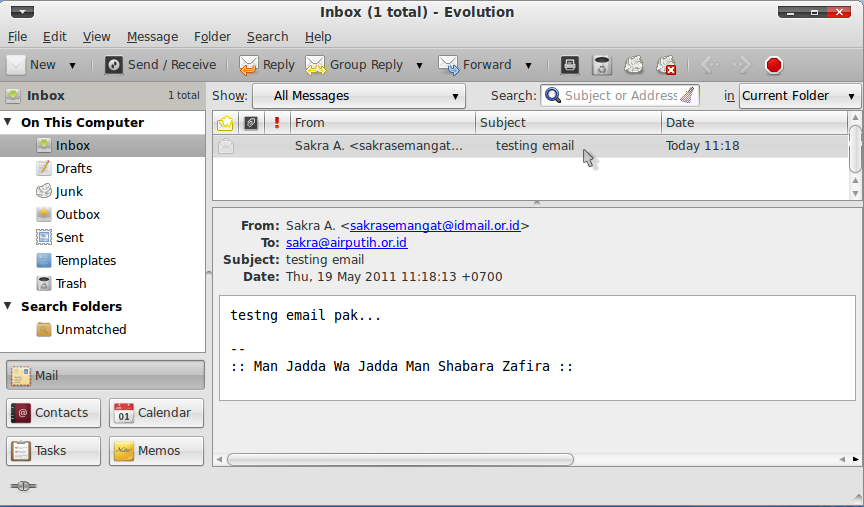 Inbox (1 total) - Evolution
File Edit View Message Folder Search Help
New Send / Receive Reply Group Reply Forward
Inbox 1 total Show: All Messages Search: Subject or Address in Current Folder
On This Computer
Inbox
Drafts
Junk
Outbox
Sent
Templates
Trash
Search Folders
Unmatched
Mail
Contacts
01 Calendar
Tasks
Memos
From Subject Date
Sakra A. <sakrasemangat... testing email Today 11:18
From: Sakra A. <sakrasemangat@idmail.or.id>
To: sakra@airputih.or.id
Subject: testing email
Date: Thu, 19 May 2011 11:18:13 +0700
testng email pak...
--
:: Man Jadda Wa Jadda Man Shabara Zafira ::